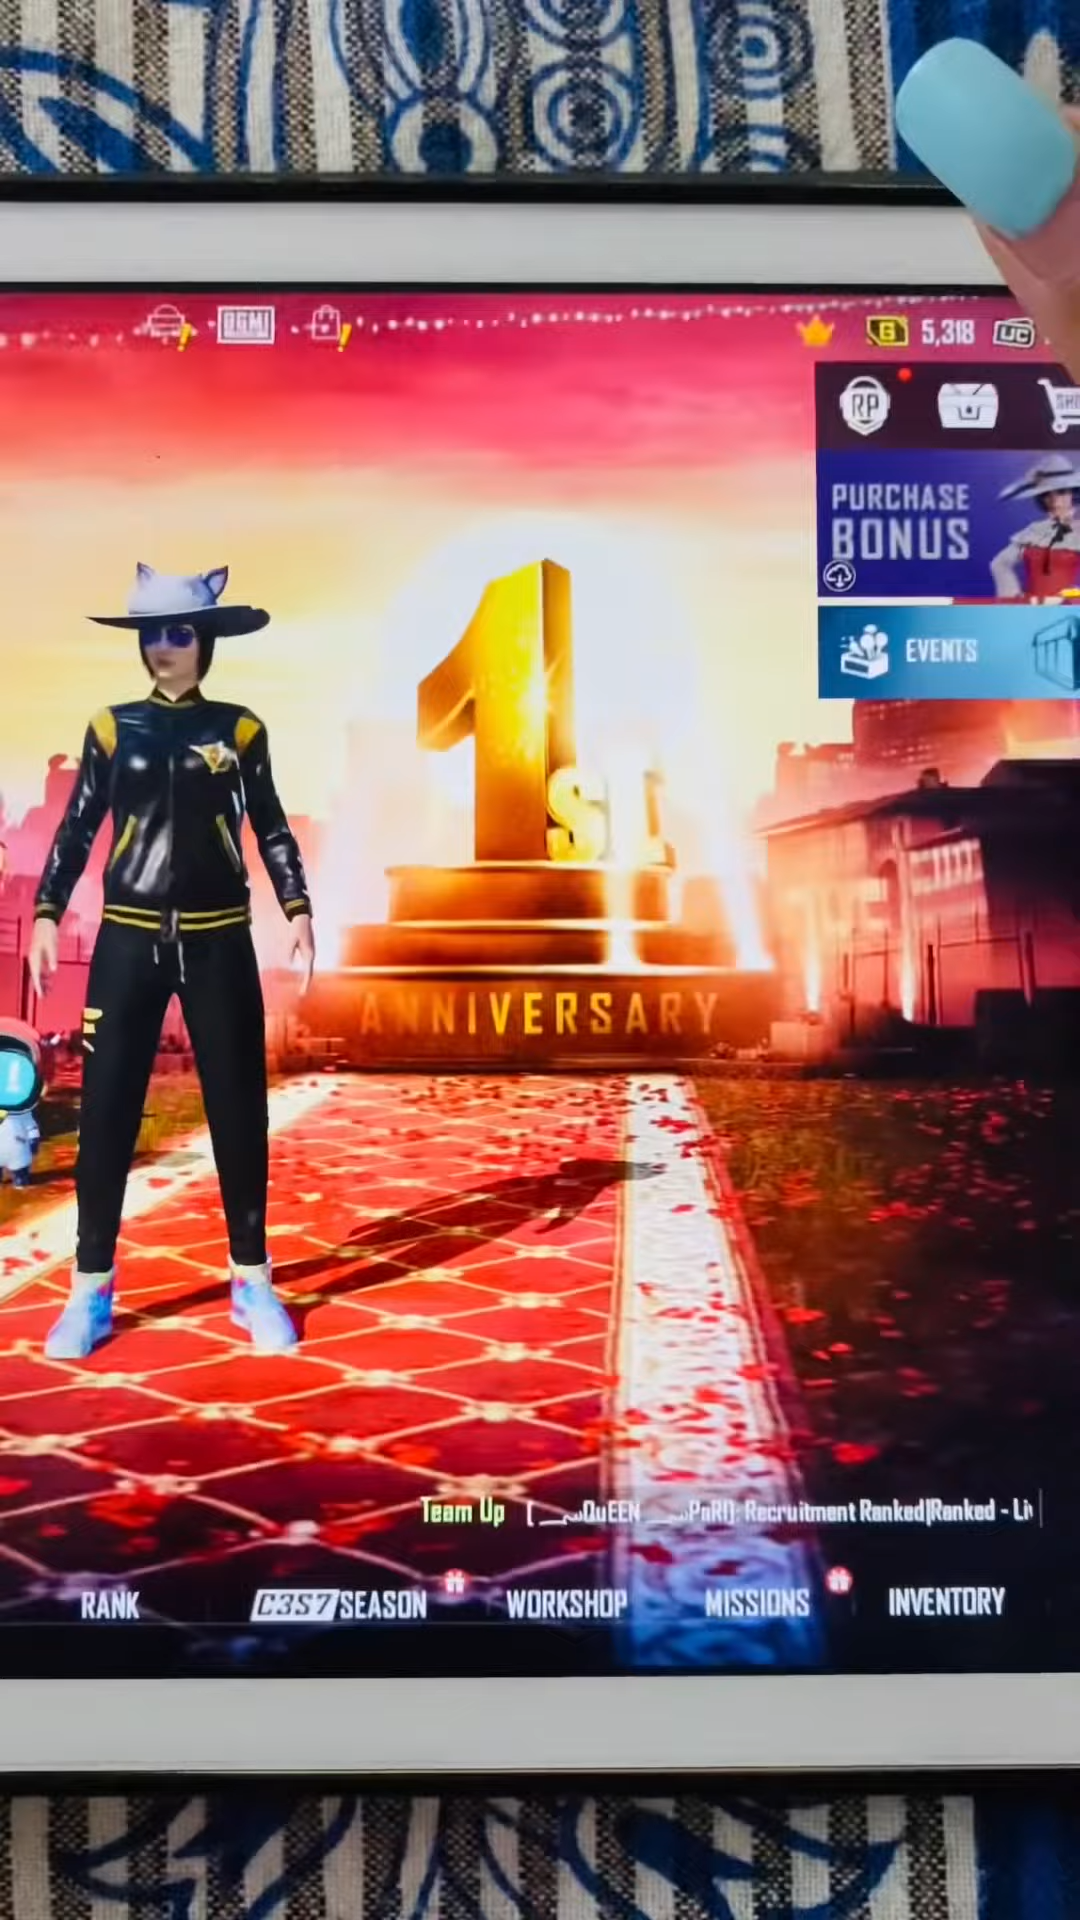 BGMI
G 5,318 UC
RP
PURCHASE
BONUS
EVENTS
1ST
ANNIVERSARY
Team Up Recruitment Ranked|Ranked -
RANK
C3S7 SEASON
WORKSHOP
MISSIONS
INVENTORY